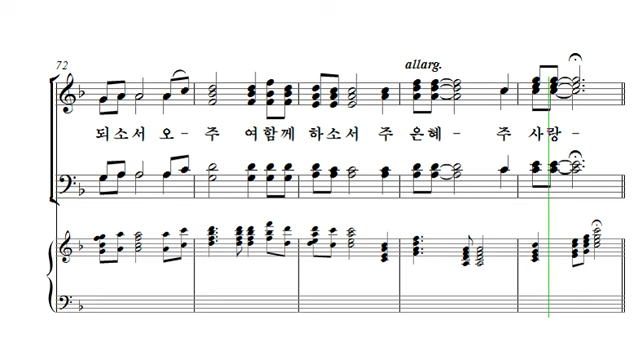 72
allarg.
되소서 오- 주 여함께 하소서 주 은혜- 주 사랑-